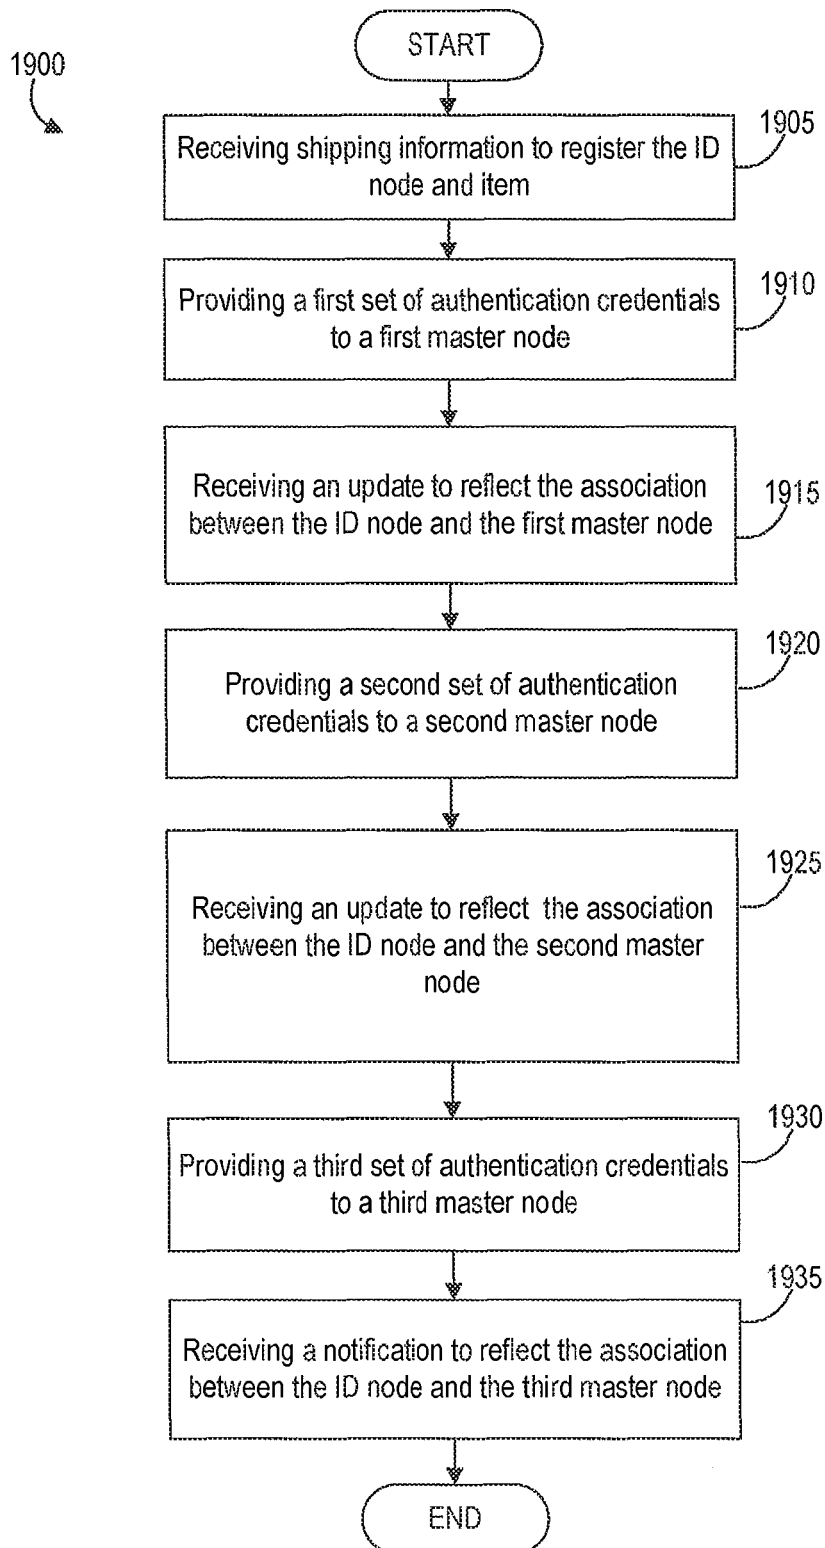 START
1900
1905
Receiving shipping information to register the ID
node and item
1910
Providing a first set of authentication credentials
to a first master node
1915
Receiving an update to reflect the association
between the ID node and the first master node
1920
Providing a second set of authentication
credentials to a second master node
1925
Receiving an update to reflect the association
between the ID node and the second master
node
1930
Providing a third set of authentication credentials
to a third master node
1935
Receiving a notification to reflect the association
between the ID node and the third master node
END